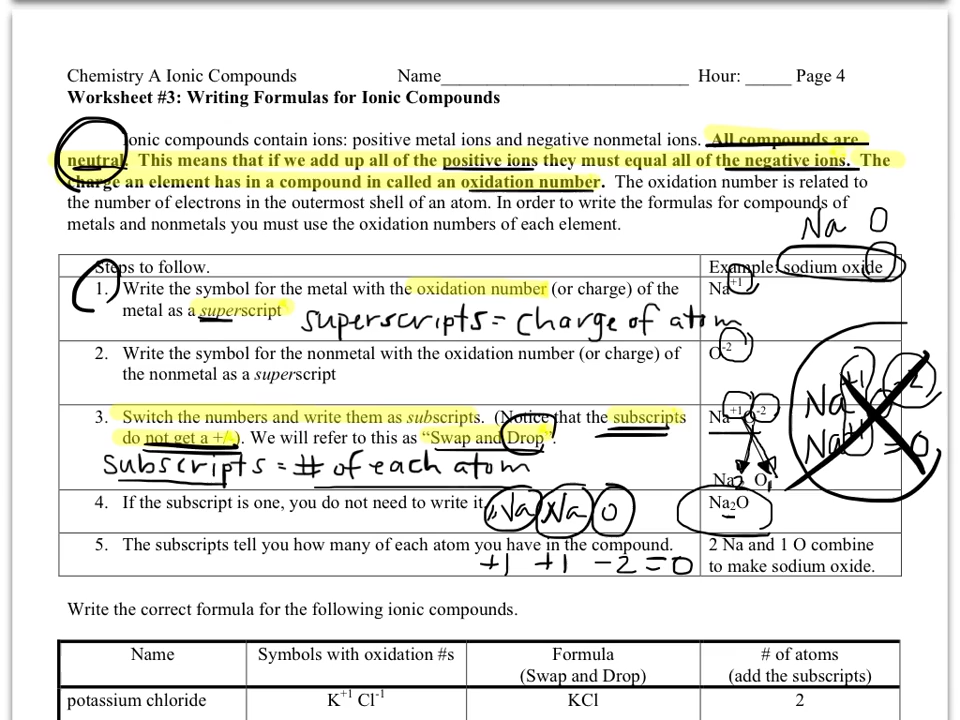 Chemistry A Ionic Compounds Name____________________________ Hour: _____ Page 4
Worksheet #3: Writing Formulas for Ionic Compounds
Ionic compounds contain ions: positive metal ions and negative nonmetal ions. All compounds are
neutral. This means that if we add up all of the positive ions they must equal all of the negative ions. The
charge an element has in a compound in called an oxidation number. The oxidation number is related to
the number of electrons in the outermost shell of an atom. In order to write the formulas for compounds of
metals and nonmetals you must use the oxidation numbers of each element.
Na O
Steps to follow. Example: sodium oxide
1. Write the symbol for the metal with the oxidation number (or charge) of the Na⁺¹
metal as a superscript
superscripts = charge of atom
2. Write the symbol for the nonmetal with the oxidation number (or charge) of O⁻²
the nonmetal as a superscript
3. Switch the numbers and write them as subscripts. (Notice that the subscripts Na⁺¹ O⁻²
do not get a +/-). We will refer to this as “Swap and Drop”.
Na⁺¹ O⁻²
Na⁺¹ = O
subscripts = # of each atom
Na₂ O₁
4. If the subscript is one, you do not need to write it. Na Na O Na₂O
5. The subscripts tell you how many of each atom you have in the compound. 2 Na and 1 O combine
+1 +1 -2 = 0 to make sodium oxide.
Write the correct formula for the following ionic compounds.
Name Symbols with oxidation #s Formula # of atoms
(Swap and Drop) (add the subscripts)
potassium chloride K⁺¹ Cl⁻¹ KCl 2